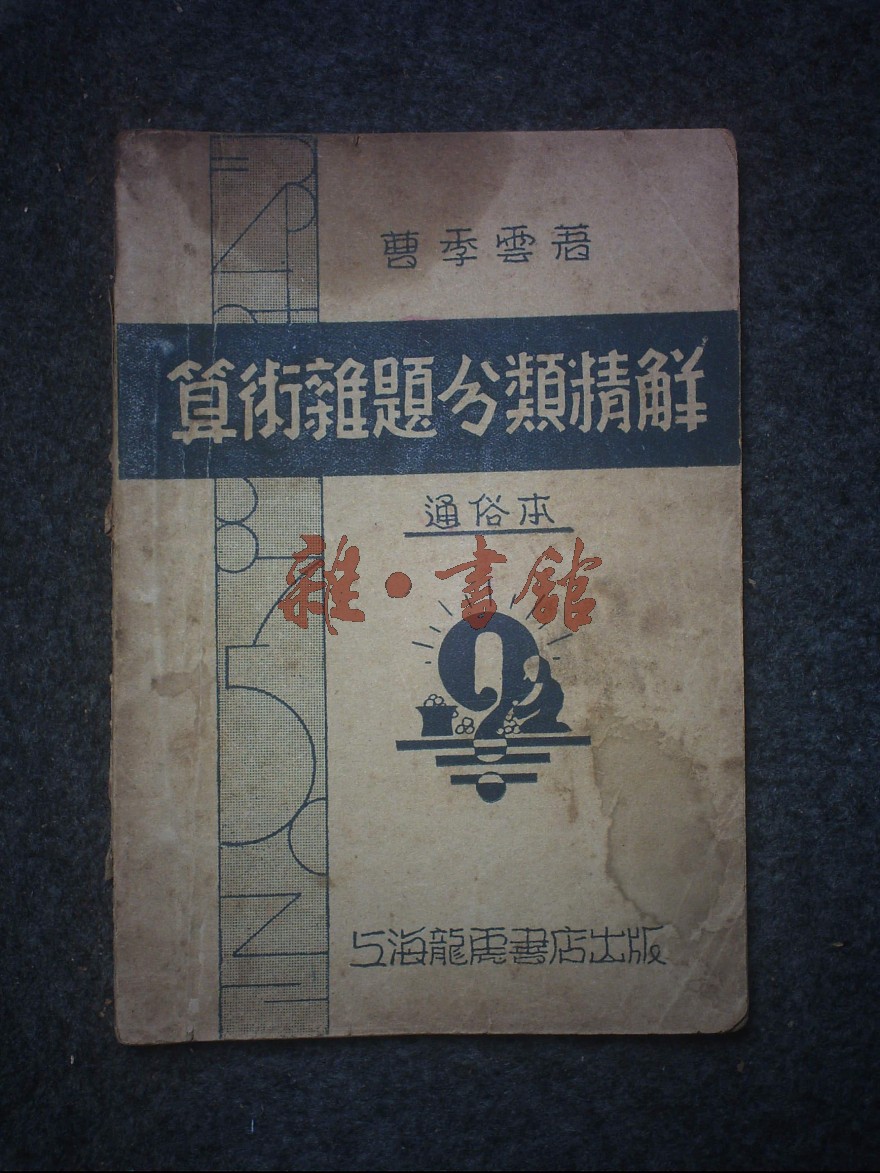 曹季雲著
算術雜題分類精解
通俗本
雜·書館
上海龍虎書店出版